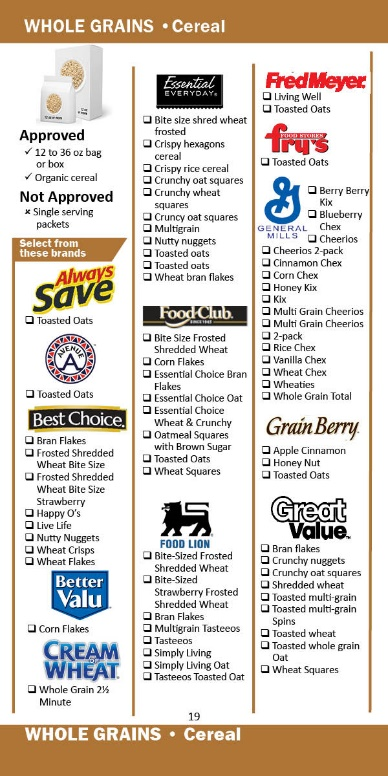 WHOLE GRAINS • Cereal
Approved
✓ 12 to 36 oz bag
or box
✓ Organic cereal
Not Approved
× Single serving
packets
Select from
these brands
Always
Save
❑ Toasted Oats
AVENUE
A
❑ Toasted Oats
Best Choice.
❑ Bran Flakes
❑ Frosted Shredded
Wheat Bite Size
❑ Frosted Shredded
Wheat Bite Size
Strawberry
❑ Happy O's
❑ Live Life
❑ Nutty Nuggets
❑ Wheat Crisps
❑ Wheat Flakes
Better
Valu
❑ Corn Flakes
CREAM
OF
WHEAT
❑ Whole Grain 2½
Minute
Essential
EVERYDAY
❑ Bite size shred wheat
frosted
❑ Crispy hexagons
cereal
❑ Crispy rice cereal
❑ Crunchy oat squares
❑ Crunchy wheat
squares
❑ Cruncy oat squares
❑ Multigrain
❑ Nutty nuggets
❑ Toasted oats
❑ Toasted oats
❑ Wheat bran flakes
Food Club
❑ Bite Size Frosted
Shredded Wheat
❑ Corn Flakes
❑ Essential Choice Bran
Flakes
❑ Essential Choice Oat
❑ Essential Choice
Wheat & Crunchy
❑ Oatmeal Squares
with Brown Sugar
❑ Toasted Oats
❑ Wheat Squares
FOOD LION
❑ Bite-Sized Frosted
Shredded Wheat
❑ Bite-Sized
Strawberry Frosted
Shredded Wheat
❑ Bran Flakes
❑ Multigrain Tasteeos
❑ Tasteeos
❑ Simply Living
❑ Simply Living Oat
❑ Tasteeos Toasted Oat
FredMeyer
❑ Living Well
❑ Toasted Oats
fry's
FOOD STORES
❑ Toasted Oats
G
GENERAL
MILLS
❑ Berry Berry
Kix
❑ Blueberry
Chex
❑ Cheerios
❑ Cheerios 2-pack
❑ Cinnamon Chex
❑ Corn Chex
❑ Honey Kix
❑ Kix
❑ Multi Grain Cheerios
❑ Multi Grain Cheerios
❑ 2-pack
❑ Rice Chex
❑ Vanilla Chex
❑ Wheat Chex
❑ Wheaties
❑ Whole Grain Total
Grain Berry
❑ Apple Cinnamon
❑ Honey Nut
❑ Toasted Oats
Great
Value
❑ Bran flakes
❑ Crunchy nuggets
❑ Crunchy oat squares
❑ Shredded wheat
❑ Toasted multi-grain
❑ Toasted multi-grain
Spins
❑ Toasted wheat
❑ Toasted whole grain
Oat
❑ Wheat Squares
19
WHOLE GRAINS • Cereal